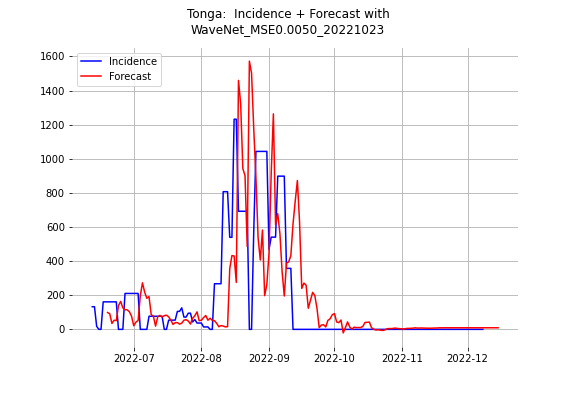 Tonga:  Incidence + Forecast with
WaveNet_MSE0.0050_20221023
Incidence
Forecast
1600
1400
1200
1000
800
600
400
200
0
2022-07 2022-08 2022-09 2022-10 2022-11 2022-12